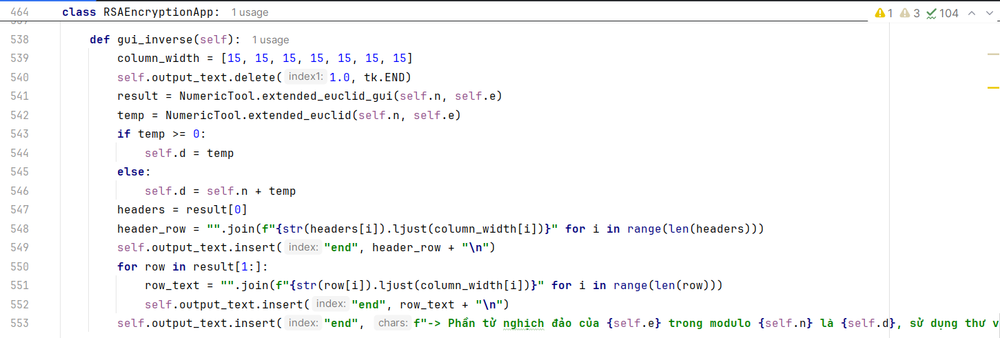 464 class RSAEncryptionApp: 1 usage 1 3 104
538 def gui_inverse(self): 1 usage
539 column_width = [15, 15, 15, 15, 15, 15, 15]
540 self.output_text.delete( index1: 1.0, tk.END)
541 result = NumericTool.extended_euclid_gui(self.n, self.e)
542 temp = NumericTool.extended_euclid(self.n, self.e)
543 if temp >= 0:
544 self.d = temp
545 else:
546 self.d = self.n + temp
547 headers = result[0]
548 header_row = "".join(f"{str(headers[i]).ljust(column_width[i])}" for i in range(len(headers)))
549 self.output_text.insert( index: "end", header_row + "\n")
550 for row in result[1:]:
551 row_text = "".join(f"{str(row[i]).ljust(column_width[i])}" for i in range(len(row)))
552 self.output_text.insert( index: "end", row_text + "\n")
553 self.output_text.insert( index: "end", chars: f"-> Phần tử nghịch đảo của {self.e} trong modulo {self.n} là {self.d}, sử dụng thư v